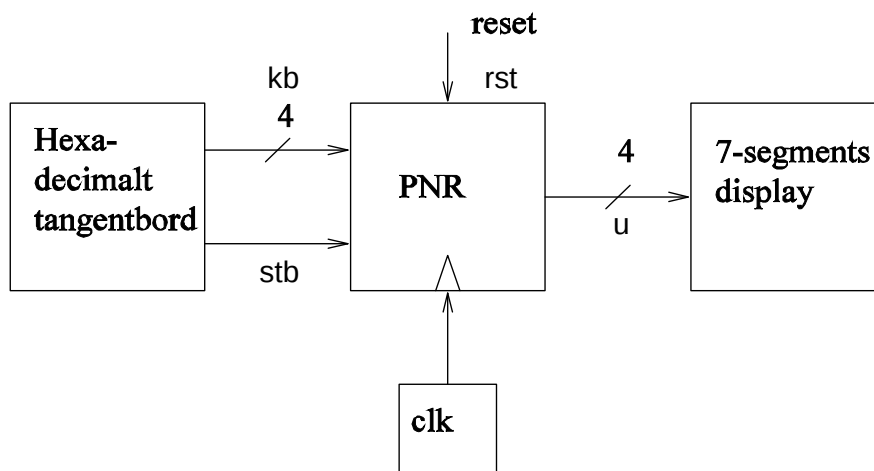 reset
kb
rst
4
Hexa-
decimalt
tangentbord
PNR
4
7-segments
display
u
stb
clk